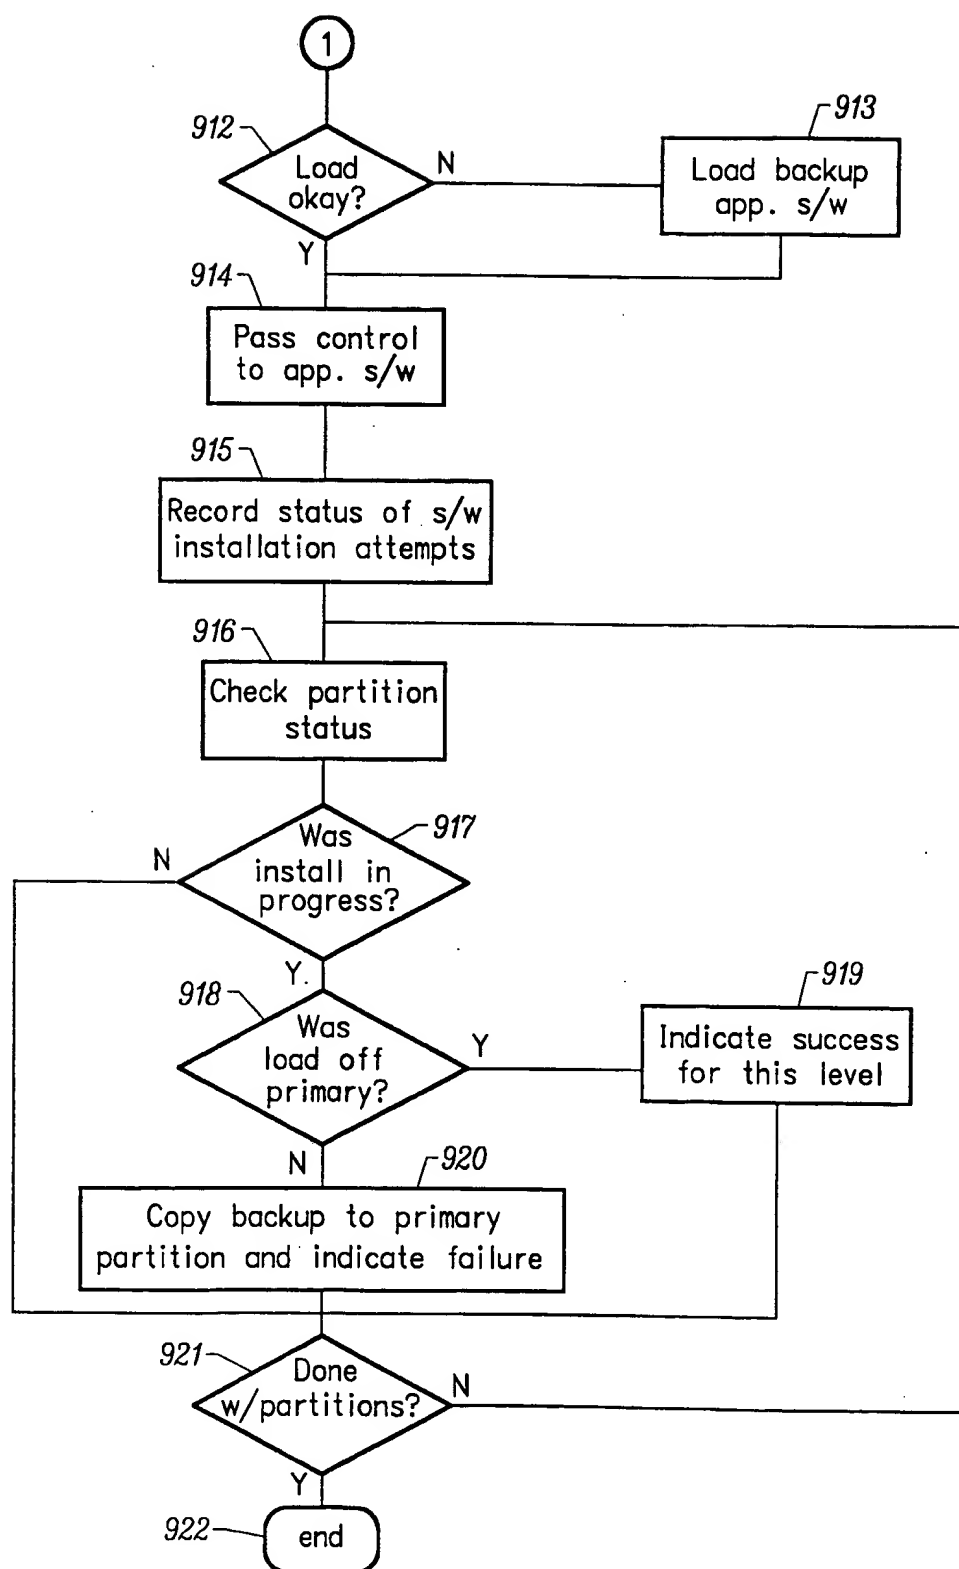 1
912
Load
okay?
N
Y
913
Load backup
app. s/w
914
Pass control
to app. s/w
915
Record status of s/w
installation attempts
916
Check partition
status
917
Was
install in
progress?
N
Y
918
Was
load off
primary?
Y
N
919
Indicate success
for this level
920
Copy backup to primary
partition and indicate failure
921
Done
w/partitions?
N
Y
922
end